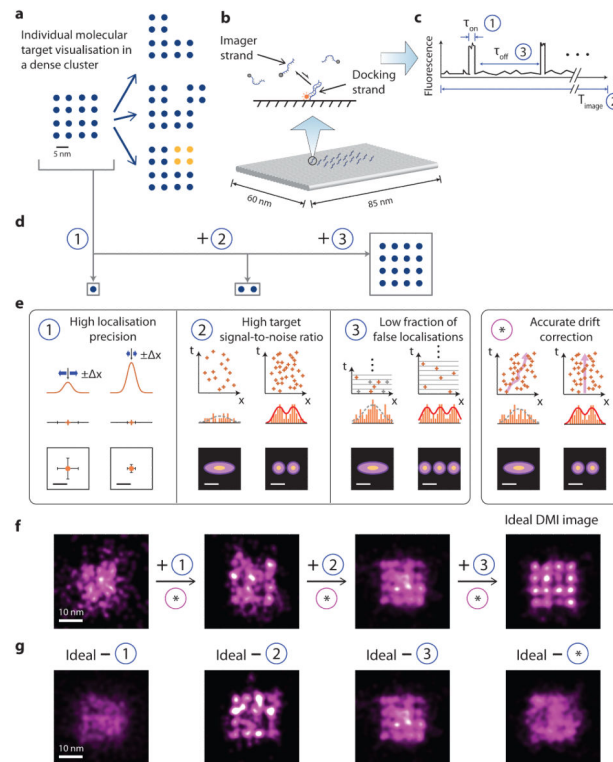 a
Individual molecular
target visualisation in
a dense cluster
5 nm
b
Imager
strand
Docking
strand
60 nm
85 nm
c
Fluorescence
τon
1
τoff
3
Timage
2
d
1
+ 2
+ 3
e
1
High localisation
precision
±Δx
±Δx
2
High target
signal-to-noise ratio
t
x
t
x
3
Low fraction of
false localisations
t
x
t
x
*
Accurate drift
correction
t
x
t
x
f
Ideal DMI image
10 nm
+ 1
*
+ 2
*
+ 3
*
g
Ideal − 1
Ideal − 2
Ideal − 3
Ideal − *
10 nm